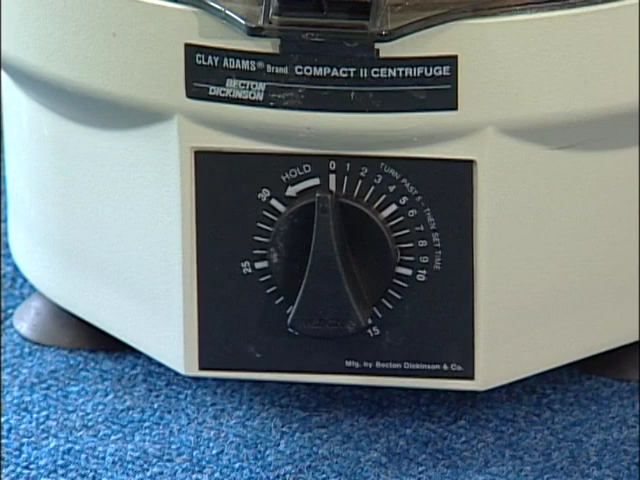 CLAY ADAMS® Brand COMPACT II CENTRIFUGE
BECTON
DICKINSON
HOLD
0 1 2 3 4 5 6 7 8 9 10
15
25
30
TURN PAST 5 - THEN SET TIME
Mfg. by Becton Dickinson & Co.